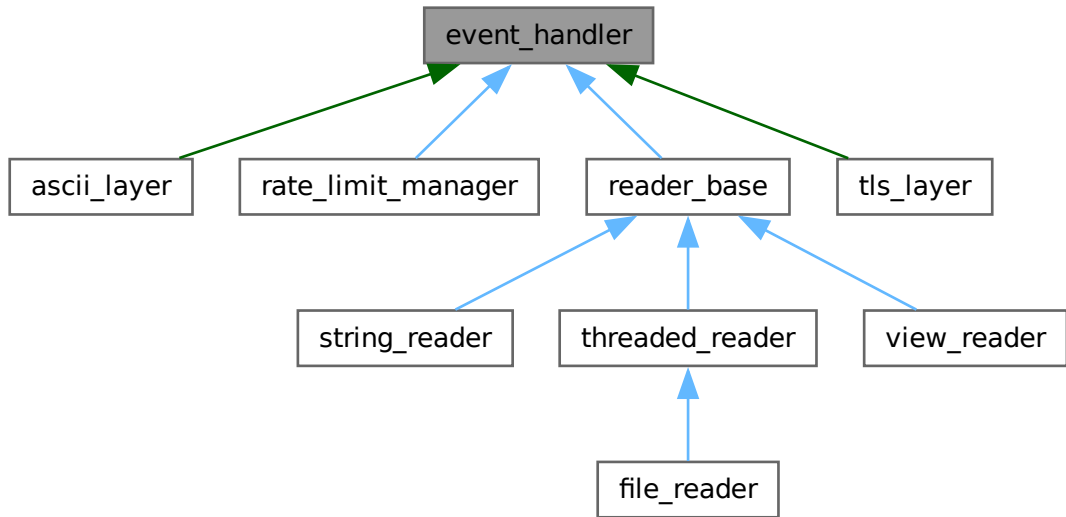 event_handler
ascii_layer
rate_limit_manager
reader_base
tls_layer
string_reader
threaded_reader
view_reader
file_reader